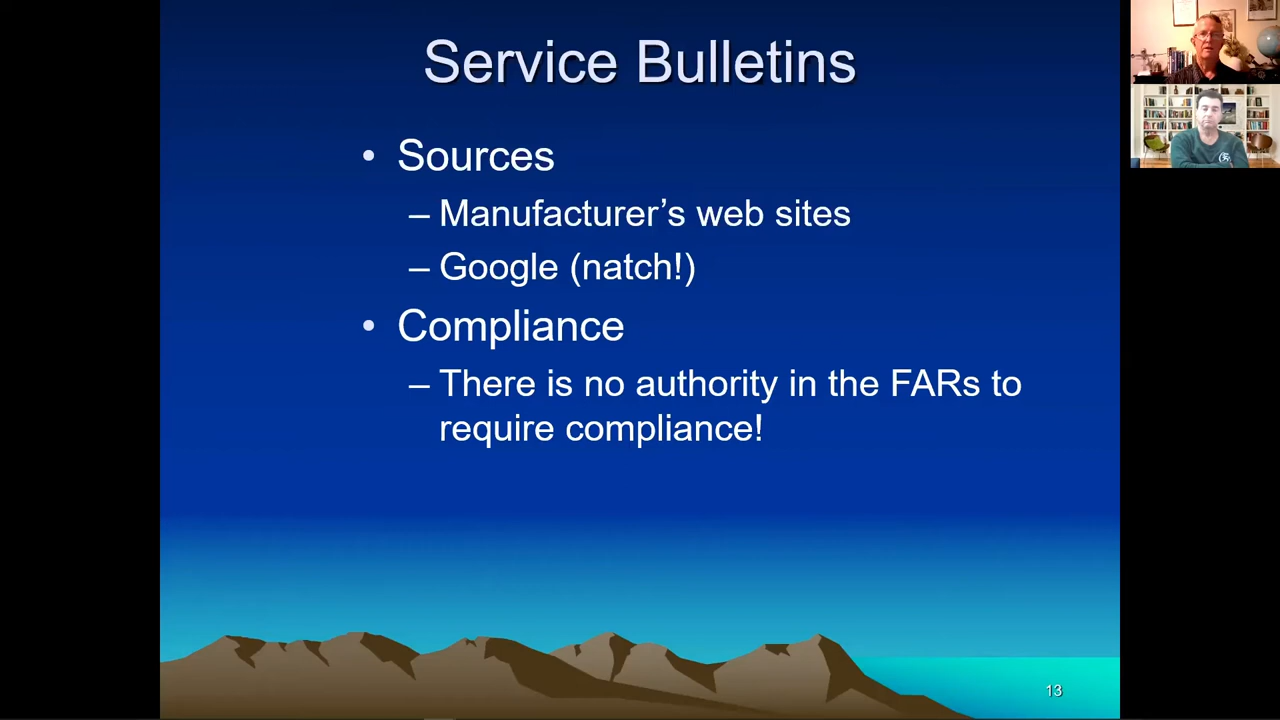 Service Bulletins
• Sources
– Manufacturer’s web sites
– Google (natch!)
• Compliance
– There is no authority in the FARs to
require compliance!
13